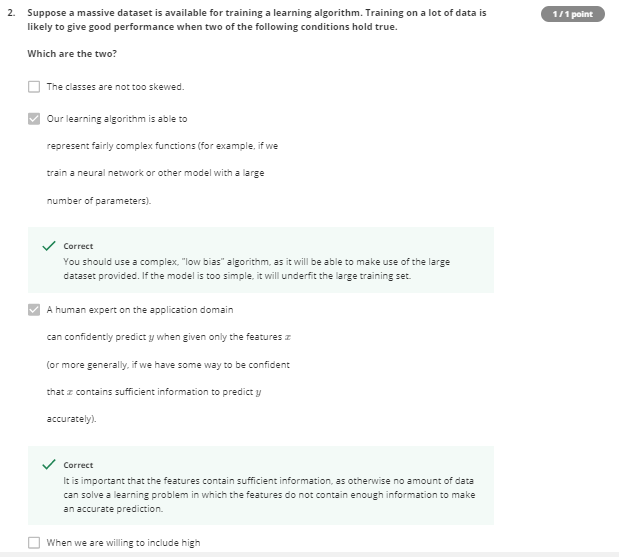 2. Suppose a massive dataset is available for training a learning algorithm. Training on a lot of data is
1 / 1 point
likely to give good performance when two of the following conditions hold true.
Which are the two?
The classes are not too skewed.
Our learning algorithm is able to
represent fairly complex functions (for example, if we
train a neural network or other model with a large
number of parameters).
Correct
You should use a complex, "low bias" algorithm, as it will be able to make use of the large
dataset provided. If the model is too simple, it will underfit the large training set.
A human expert on the application domain
can confidently predict y when given only the features x
(or more generally, if we have some way to be confident
that x contains sufficient information to predict y
accurately).
Correct
It is important that the features contain sufficient information, as otherwise no amount of data
can solve a learning problem in which the features do not contain enough information to make
an accurate prediction.
When we are willing to include high